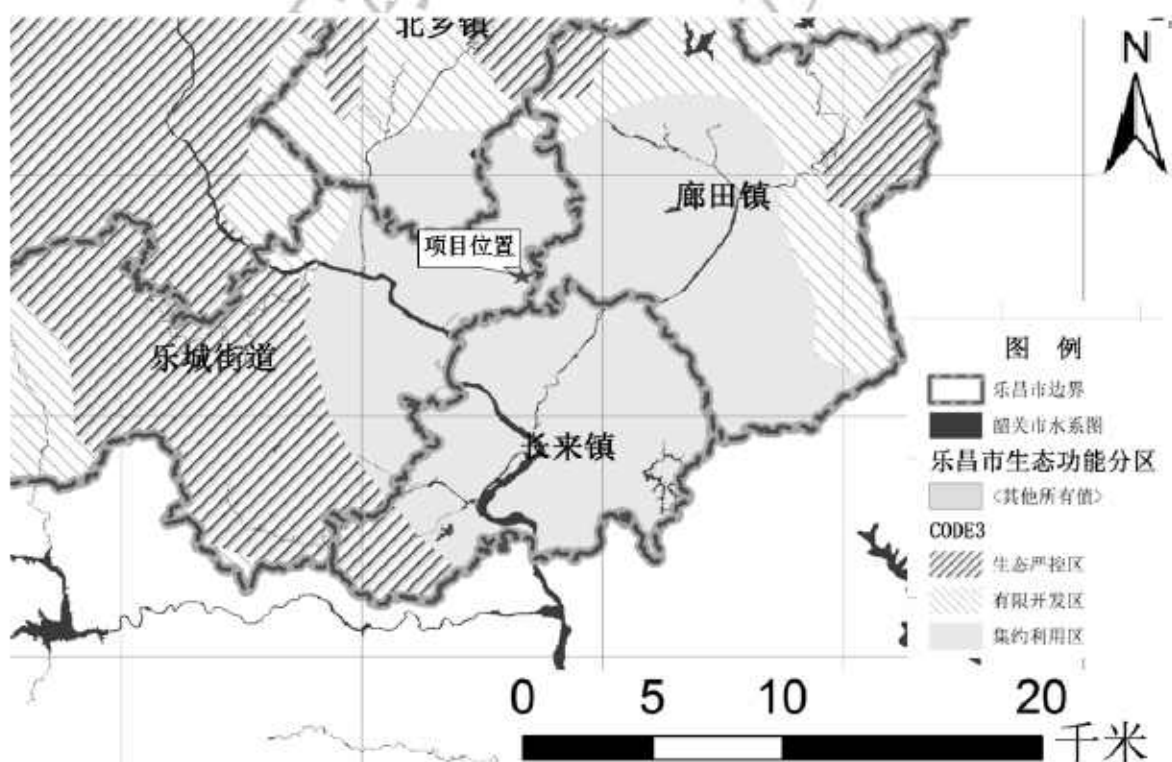 北乡镇
N
廊田镇
项目位置
乐城街道
长来镇
图 例
乐昌市边界
韶关市水系图
乐昌市生态功能分区
<其他所有值>
CODE3
生态严控区
有限开发区
集约利用区
0 5 10 20
千米